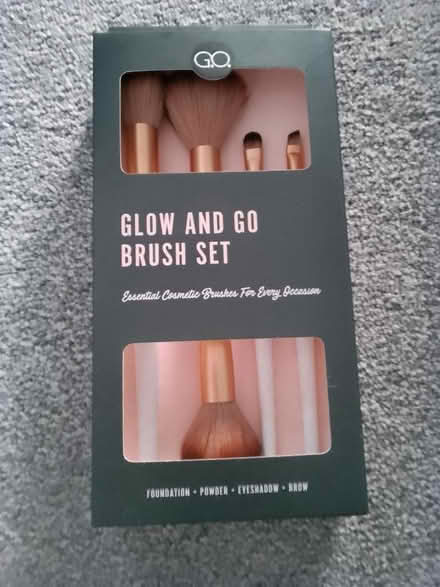 G.O.
GLOW AND GO
BRUSH SET
Essential Cosmetic Brushes For Every Occasion
FOUNDATION • POWDER • EYESHADOW • BROW